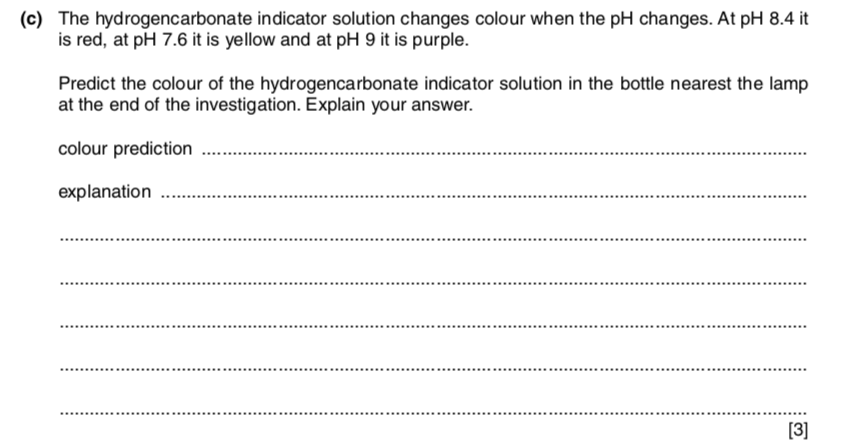 (c) The hydrogencarbonate indicator solution changes colour when the pH changes. At pH 8.4 it
is red, at pH 7.6 it is yellow and at pH 9 it is purple.
Predict the colour of the hydrogencarbonate indicator solution in the bottle nearest the lamp
at the end of the investigation. Explain your answer.
colour prediction ................................................................................................................
explanation ........................................................................................................................
..........................................................................................................................................
..........................................................................................................................................
..........................................................................................................................................
..........................................................................................................................................
..........................................................................................................................................
[3]